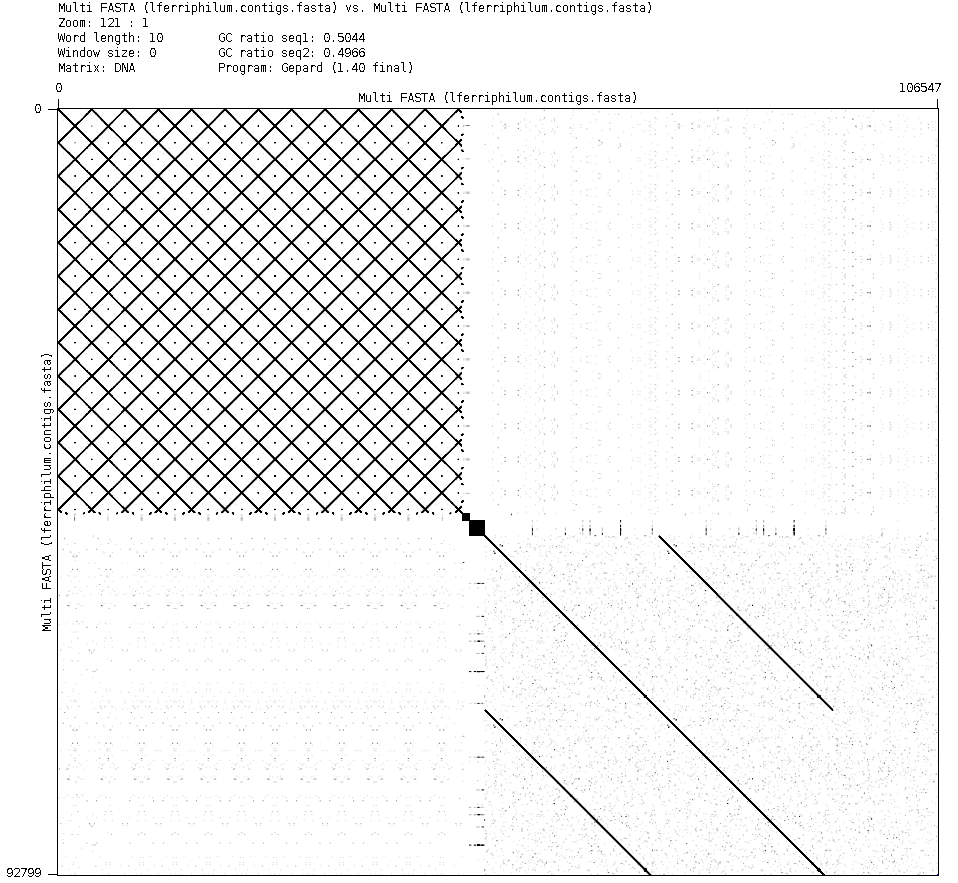 Multi FASTA (lferriphilum.contigs.fasta) vs. Multi FASTA (lferriphilum.contigs.fasta)
Zoom: 121 : 1
Word length: 10 GC ratio seq1: 0.5044
Window size: 0 GC ratio seq2: 0.4966
Matrix: DNA Program: Gepard (1.40 final)
0 106547
Multi FASTA (lferriphilum.contigs.fasta)
0
Multi FASTA (lferriphilum.contigs.fasta)
92799